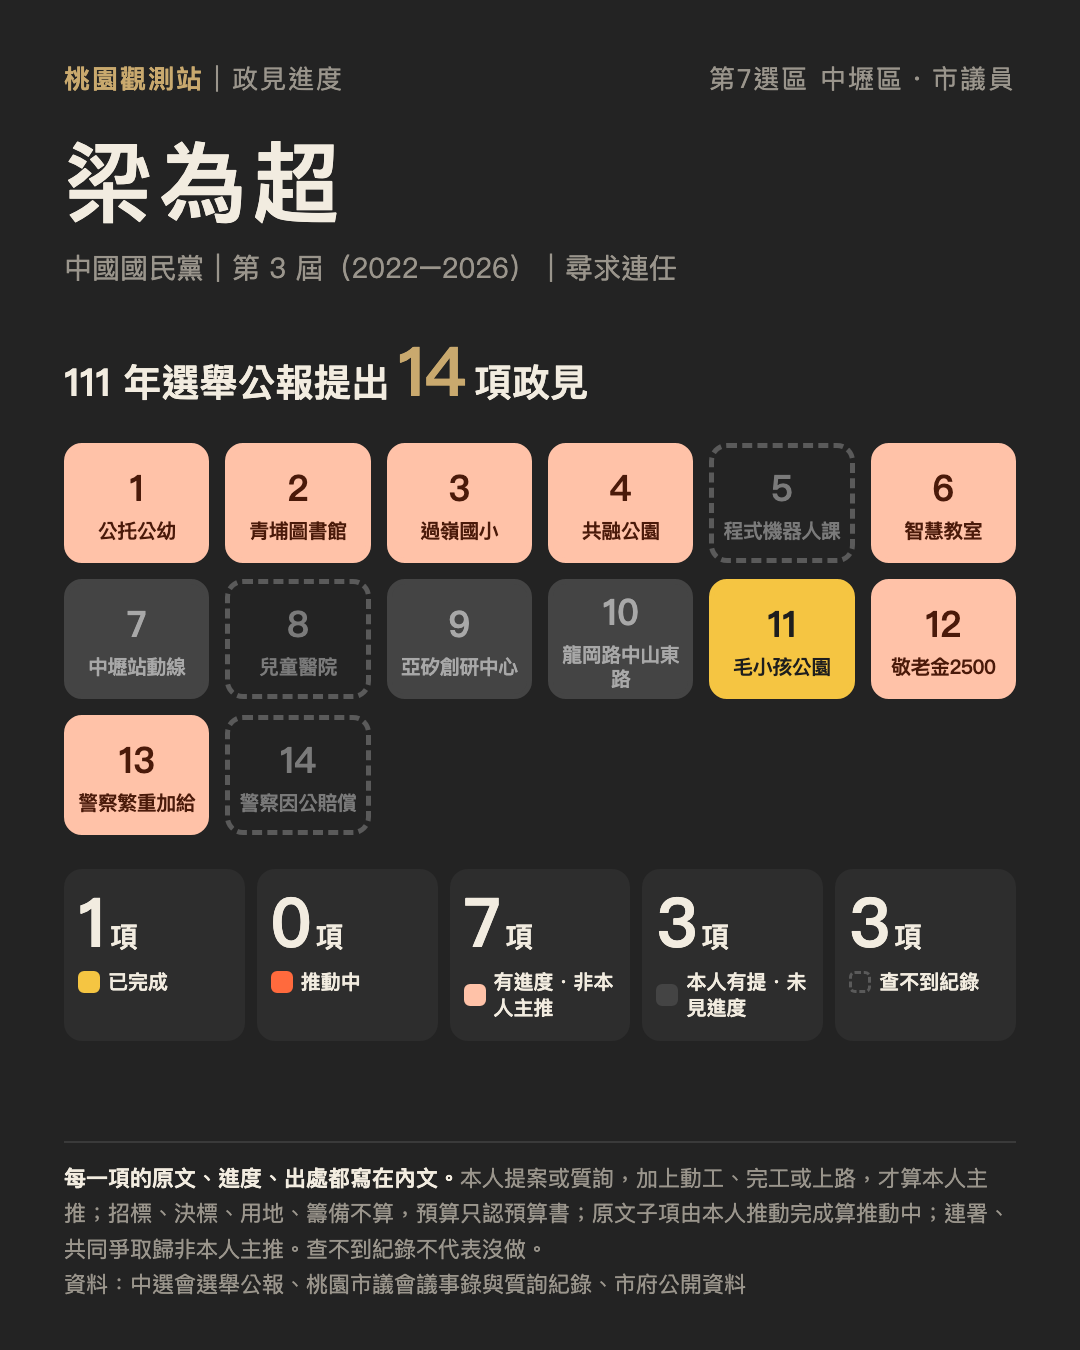 桃園觀測站｜政見進度
第7選區 中壢區・市議員
梁為超
中國國民黨｜第 3 屆（2022—2026）｜尋求連任
111 年選舉公報提出 14 項政見
1
公托公幼
2
青埔圖書館
3
過嶺國小
4
共融公園
5
程式機器人課
6
智慧教室
7
中壢站動線
8
兒童醫院
9
亞矽創研中心
10
龍岡路中山東
路
11
毛小孩公園
12
敬老金2500
13
警察繁重加給
14
警察因公賠償
1項
已完成
0項
推動中
7項
有進度・非本
人主推
3項
本人有提・未
見進度
3項
查不到紀錄
每一項的原文、進度、出處都寫在內文。本人提案或質詢，加上動工、完工或上路，才算本人主
推；招標、決標、用地、籌備不算，預算只認預算書；原文子項由本人推動完成算推動中；連署、
共同爭取歸非本人主推。查不到紀錄不代表沒做。
資料：中選會選舉公報、桃園市議會議事錄與質詢紀錄、市府公開資料